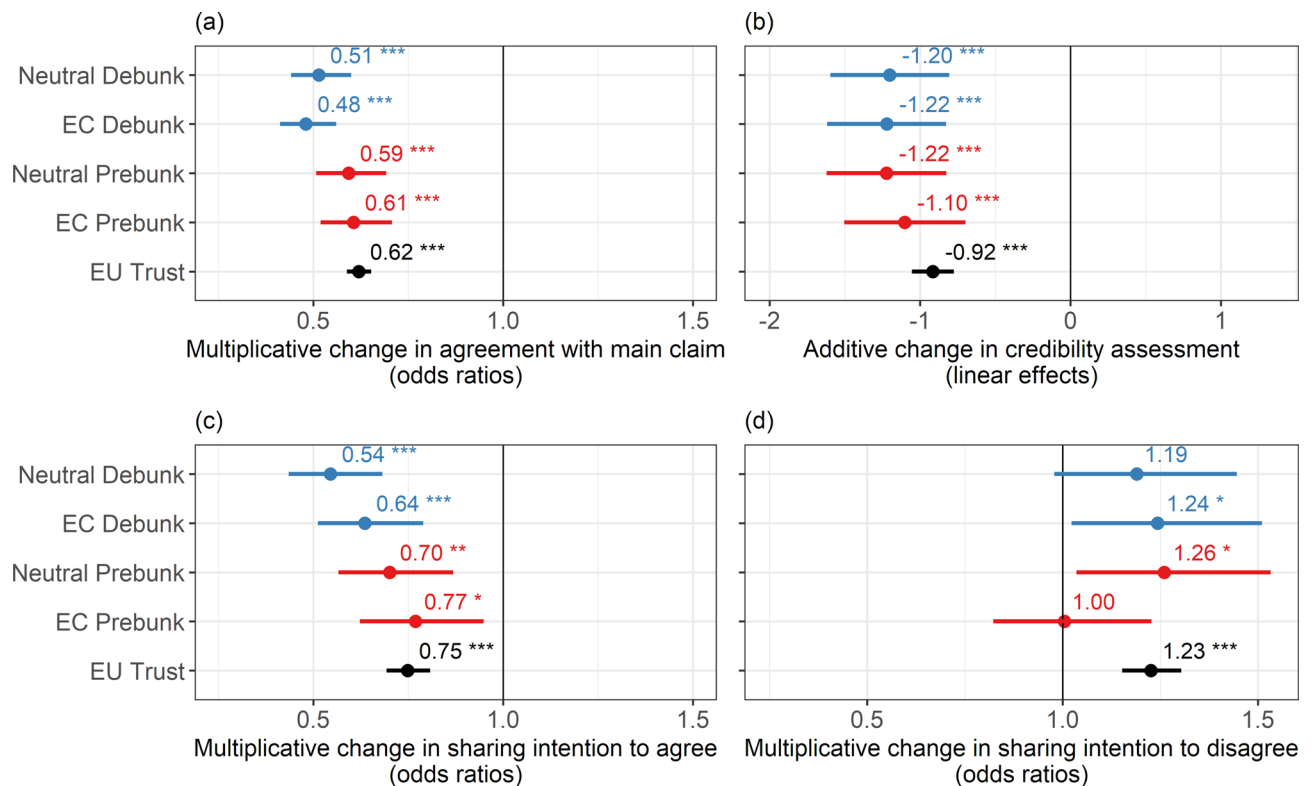 (a)
Neutral Debunk
EC Debunk
Neutral Prebunk
EC Prebunk
EU Trust
0.51 ***
0.48 ***
0.59 ***
0.61 ***
0.62 ***
0.5
1.0
1.5
Multiplicative change in agreement with main claim
(odds ratios)
(b)
-1.20 ***
-1.22 ***
-1.22 ***
-1.10 ***
-0.92 ***
-2
-1
0
1
Additive change in credibility assessment
(linear effects)
(c)
Neutral Debunk
EC Debunk
Neutral Prebunk
EC Prebunk
EU Trust
0.54 ***
0.64 ***
0.70 **
0.77 *
0.75 ***
0.5
1.0
1.5
Multiplicative change in sharing intention to agree
(odds ratios)
(d)
1.19
1.24 *
1.26 *
1.00
1.23 ***
0.5
1.0
1.5
Multiplicative change in sharing intention to disagree
(odds ratios)